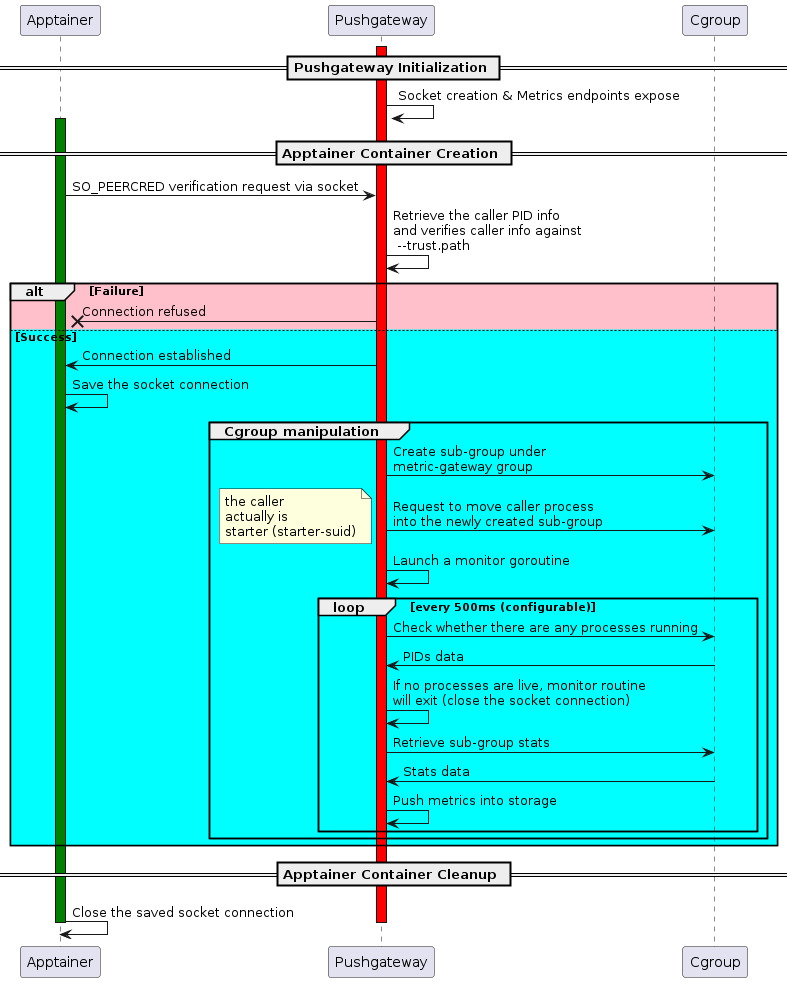 Apptainer
Pushgateway
Cgroup
Pushgateway Initialization
Socket creation & Metrics endpoints expose
Apptainer Container Creation
SO_PEERCRED verification request via socket
Retrieve the caller PID info
and verifies caller info against
--trust.path
alt
[Failure]
Connection refused
[Success]
Connection established
Save the socket connection
Cgroup manipulation
Create sub-group under
metric-gateway group
the caller
actually is
starter (starter-suid)
Request to move caller process
into the newly created sub-group
Launch a monitor goroutine
loop
[every 500ms (configurable)]
Check whether there are any processes running
PIDs data
If no processes are live, monitor routine
will exit (close the socket connection)
Retrieve sub-group stats
Stats data
Push metrics into storage
Apptainer Container Cleanup
Close the saved socket connection
Apptainer
Pushgateway
Cgroup